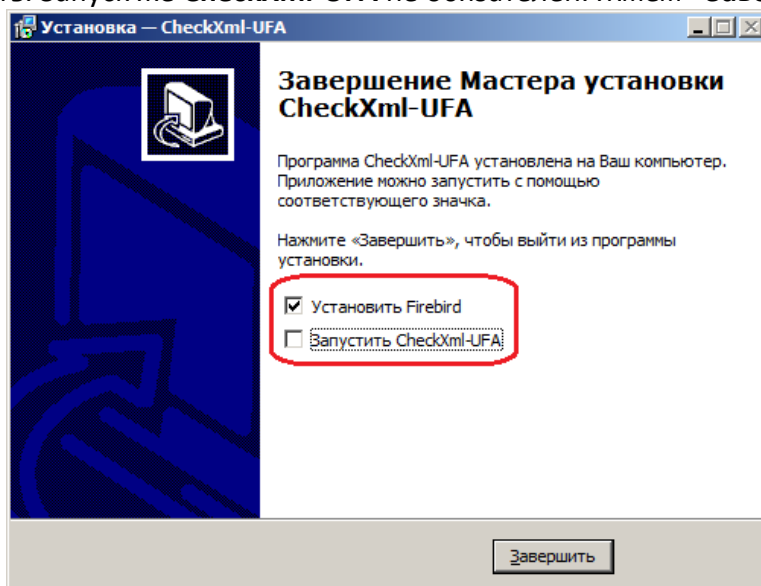 Установка — CheckXml-UFA
Завершение Мастера установки
CheckXml-UFA
Программа CheckXml-UFA установлена на Ваш компьютер.
Приложение можно запустить с помощью
соответствующего значка.
Нажмите «Завершить», чтобы выйти из программы
установки.
Установить Firebird
Запустить CheckXml-UFA
Завершить